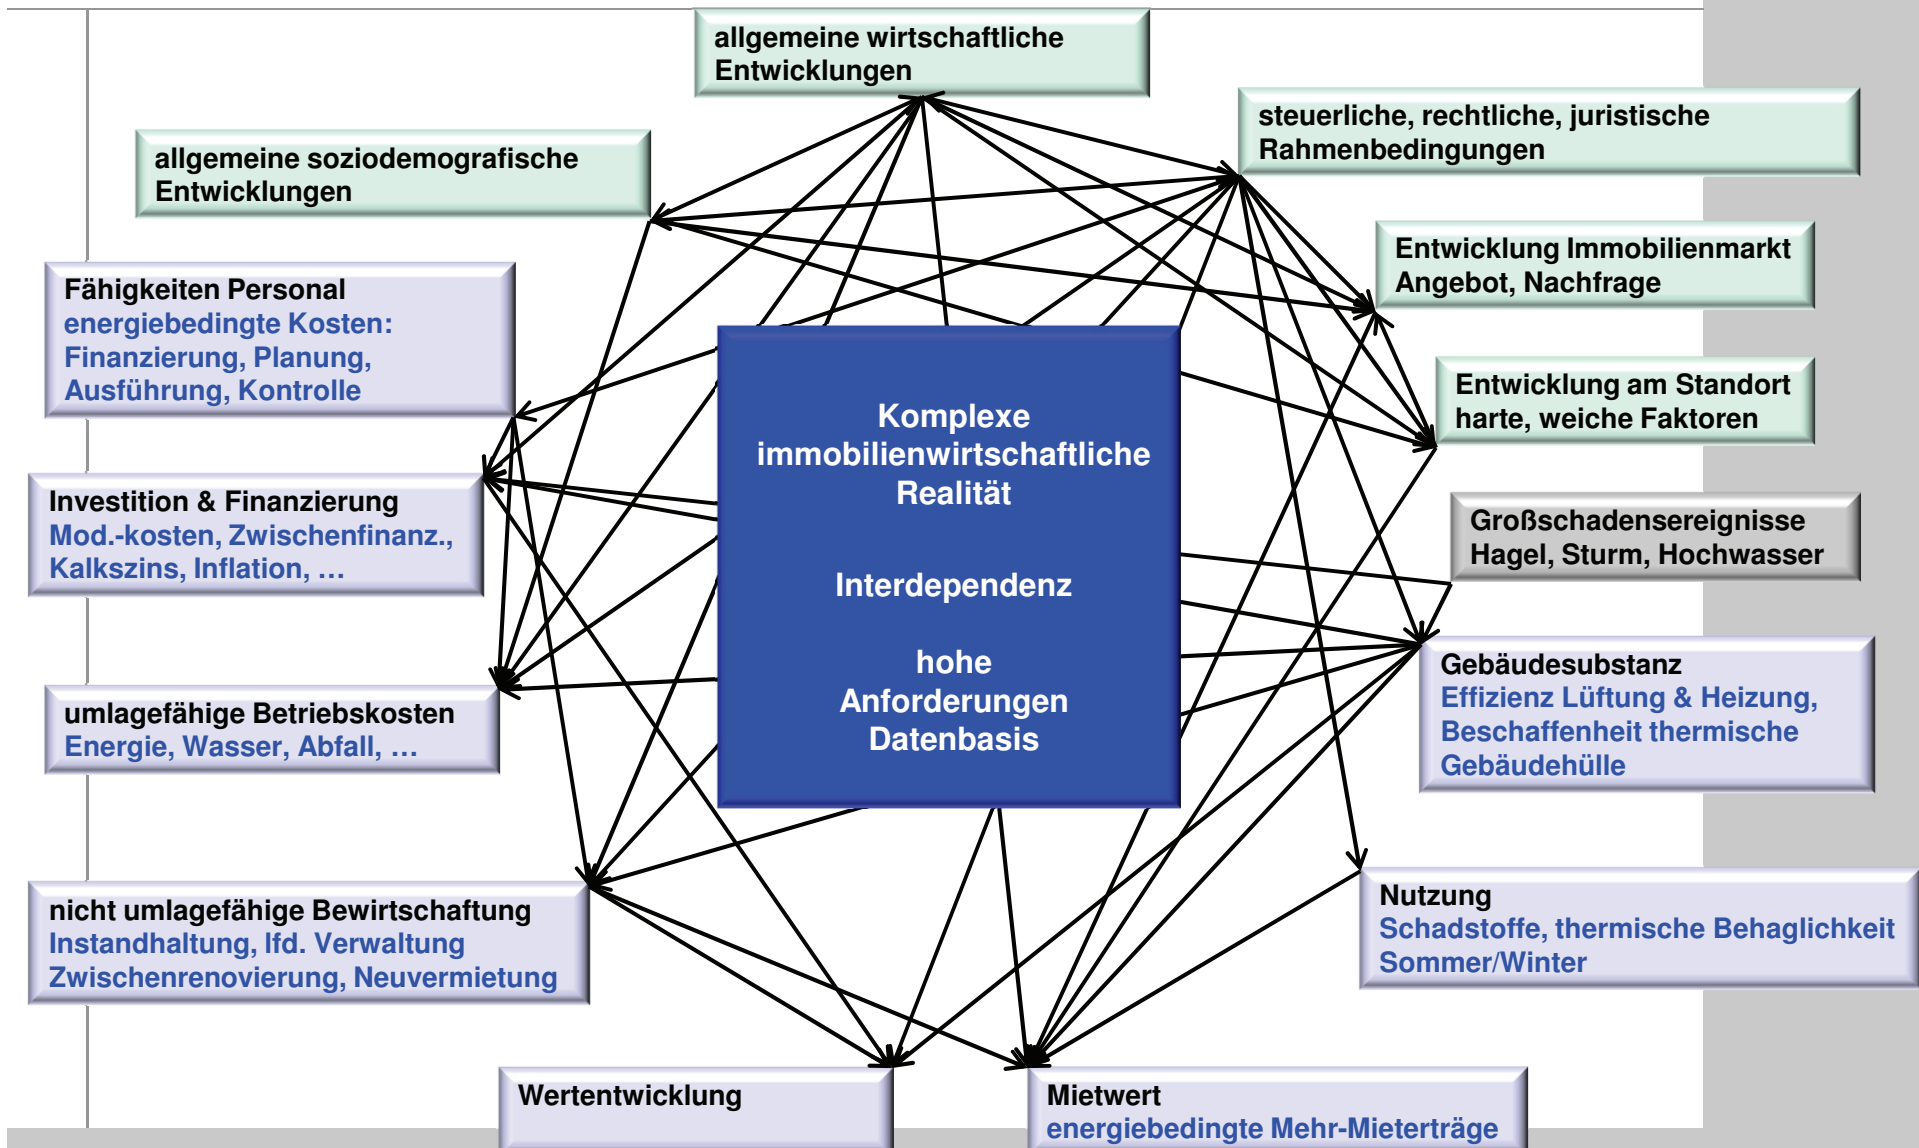 allgemeine wirtschaftliche
Entwicklungen
steuerliche, rechtliche, juristische
Rahmenbedingungen
allgemeine soziodemografische
Entwicklungen
Entwicklung Immobilienmarkt
Angebot, Nachfrage
Fähigkeiten Personal
energiebedingte Kosten:
Finanzierung, Planung,
Ausführung, Kontrolle
Entwicklung am Standort
harte, weiche Faktoren
Komplexe
immobilienwirtschaftliche
Realität
Interdependenz
hohe
Anforderungen
Datenbasis
Investition & Finanzierung
Mod.-kosten, Zwischenfinanz.,
Kalkszins, Inflation, …
Großschadensereignisse
Hagel, Sturm, Hochwasser
Gebäudesubstanz
Effizienz Lüftung & Heizung,
Beschaffenheit thermische
Gebäudehülle
umlagefähige Betriebskosten
Energie, Wasser, Abfall, …
nicht umlagefähige Bewirtschaftung
Instandhaltung, lfd. Verwaltung
Zwischenrenovierung, Neuvermietung
Nutzung
Schadstoffe, thermische Behaglichkeit
Sommer/Winter
Wertentwicklung
Mietwert
energiebedingte Mehr-Mieterträge